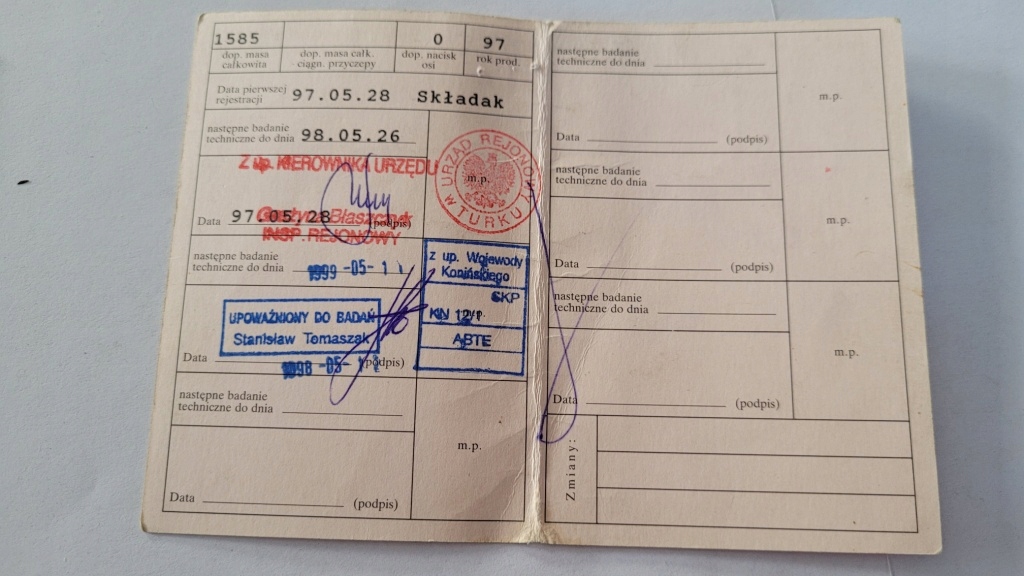 1585 0 97
dop. masa całkowita
dop. masa całk. ciągn. przyczepy
dop. nacisk osi
rok prod.
Data pierwszej rejestracji 97.05.28 Składak
następne badanie
techniczne do dnia 98.05.26
Z up. KIEROWNIKA URZĘDU
m.p.
URZĄD REJONOWY W TURKU
Data 97.05.28 (podpis)
Błaszczyk
INSP. REJONOWY
następne badanie
techniczne do dnia 1999 -05- 1
z up. Wojewody
Konińskiego
SKP
KN 12/1
m.p.
ABTE
UPOWAŻNIONY DO BADAŃ
Stanisław Tomaszak
Data (podpis)
1998 -05- 1
następne badanie
techniczne do dnia
m.p.
Data (podpis)
następne badanie
techniczne do dnia
m.p.
Data (podpis)
następne badanie
techniczne do dnia
m.p.
Data (podpis)
następne badanie
techniczne do dnia
m.p.
Data (podpis)
Zmiany: